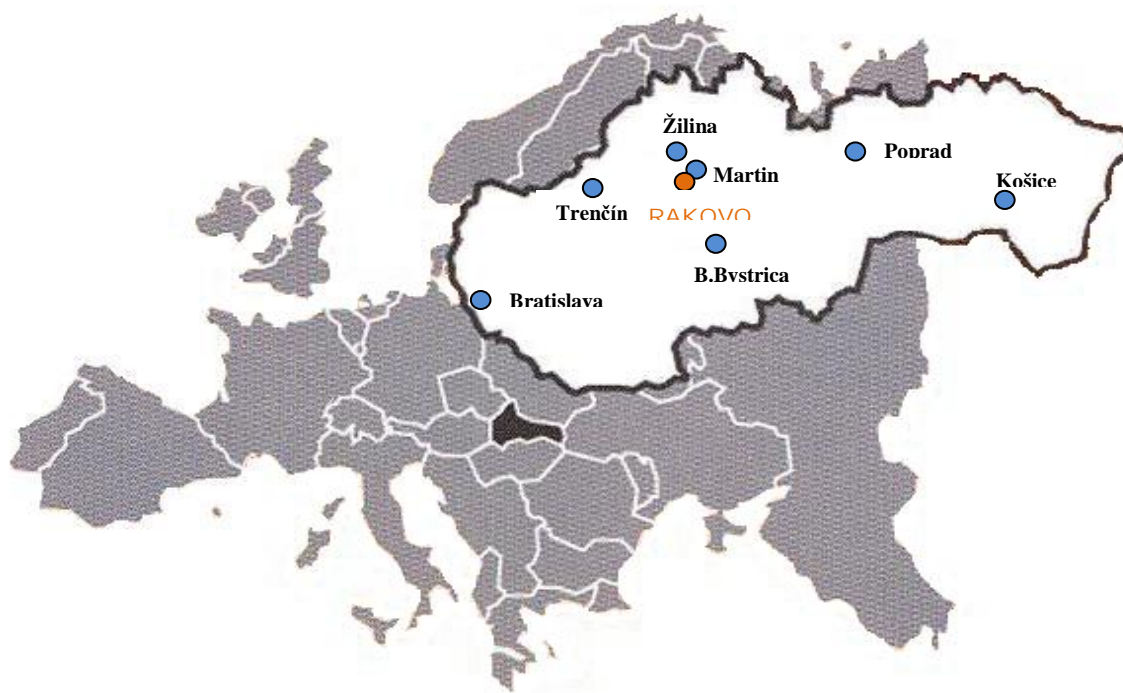 Žilina
Poprad
Martin
Košice
Trenčín
RAKOVO
B.Bystrica
Bratislava